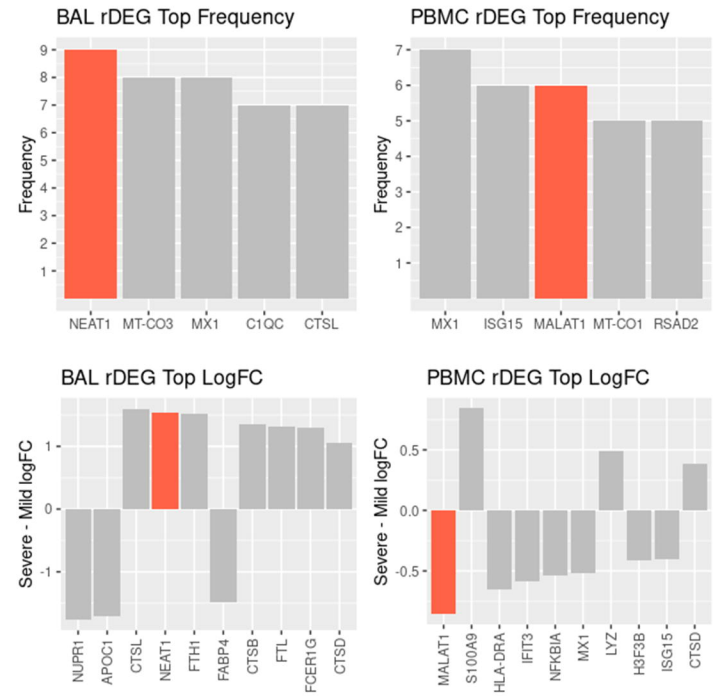 BAL rDEG Top Frequency
Frequency
9
8
7
6
5
4
3
2
1
NEAT1 MT-CO3 MX1 C1QC CTSL
PBMC rDEG Top Frequency
Frequency
7
6
5
4
3
2
1
MX1 ISG15 MALAT1 MT-CO1 RSAD2
BAL rDEG Top LogFC
Severe - Mild logFC
1
0
-1
NUPR1 APOC1 CTSL NEAT1 FTH1 FABP4 CTSB FTL FCER1G CTSD
PBMC rDEG Top LogFC
Severe - Mild logFC
0.5
0.0
-0.5
MALAT1 S100A9 HLA-DRA IFIT3 NFKBIA MX1 LYZ H3F3B ISG15 CTSD